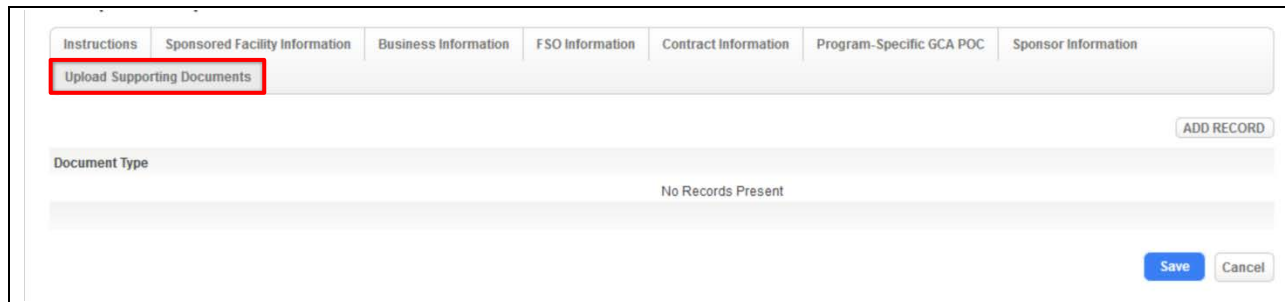 Instructions Sponsored Facility Information Business Information FSO Information Contract Information Program-Specific GCA POC Sponsor Information
Upload Supporting Documents
ADD RECORD
Document Type
No Records Present
Save Cancel